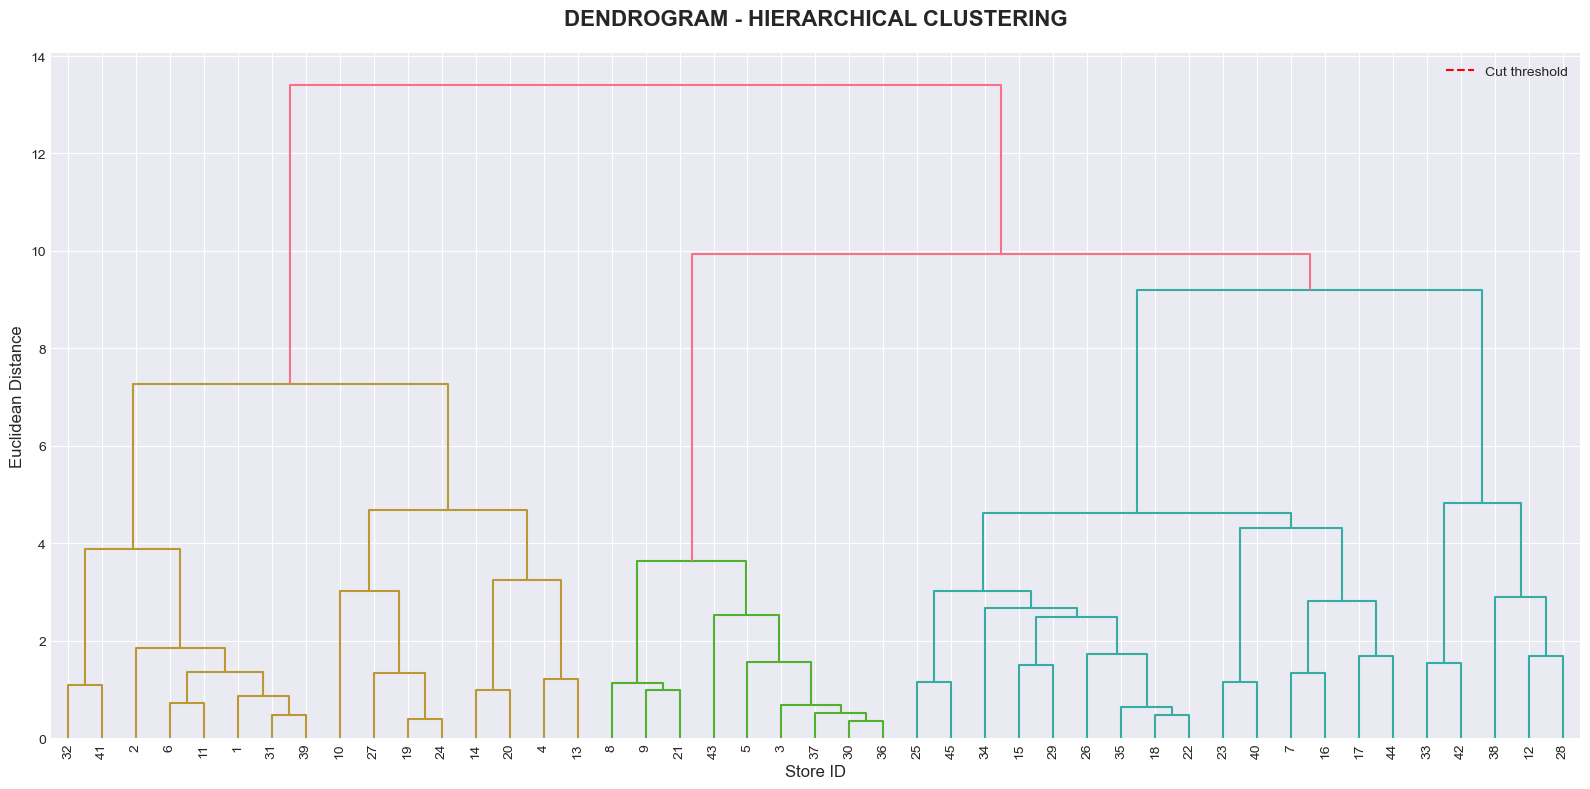 DENDROGRAM - HIERARCHICAL CLUSTERING
Cut threshold
14
12
10
8
6
4
2
0
Euclidean Distance
32 41 2 6 11 1 31 39 10 27 19 24 14 20 4 13 8 9 21 43 5 3 37 30 36 25 45 34 15 29 26 35 18 22 23 40 7 16 17 44 33 42 38 12 28
Store ID